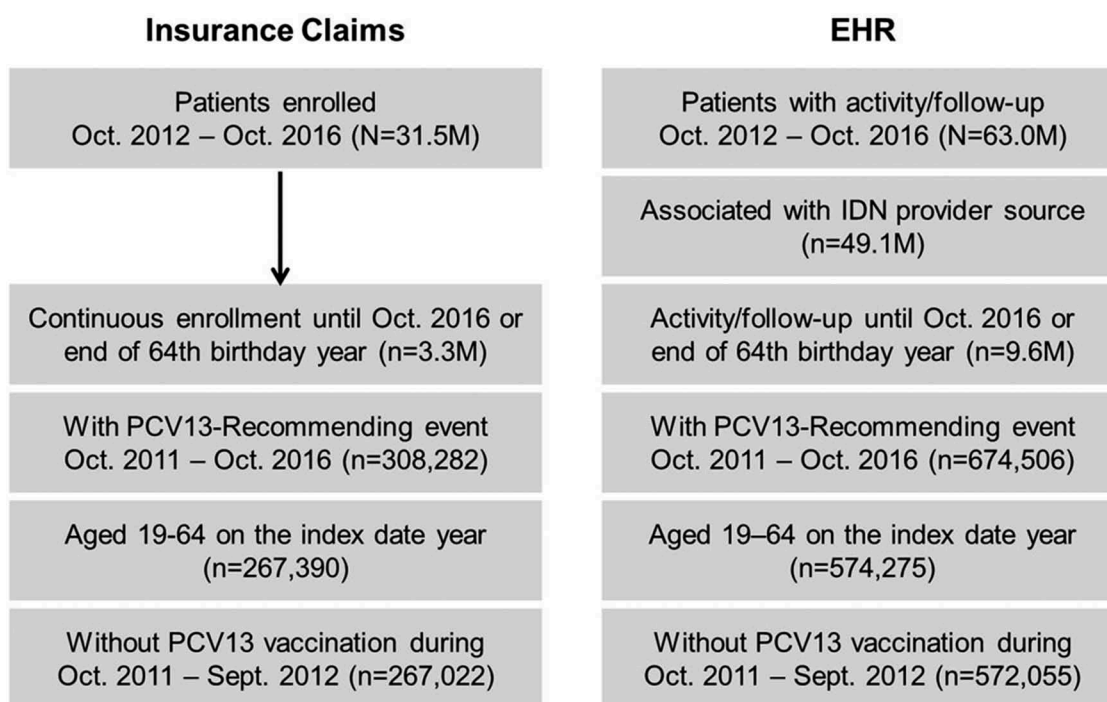 Insurance Claims
Patients enrolled
Oct. 2012 – Oct. 2016 (N=31.5M)
Continuous enrollment until Oct. 2016 or
end of 64th birthday year (n=3.3M)
With PCV13-Recommending event
Oct. 2011 – Oct. 2016 (n=308,282)
Aged 19-64 on the index date year
(n=267,390)
Without PCV13 vaccination during
Oct. 2011 – Sept. 2012 (n=267,022)
EHR
Patients with activity/follow-up
Oct. 2012 – Oct. 2016 (N=63.0M)
Associated with IDN provider source
(n=49.1M)
Activity/follow-up until Oct. 2016 or
end of 64th birthday year (n=9.6M)
With PCV13-Recommending event
Oct. 2011 – Oct. 2016 (n=674,506)
Aged 19–64 on the index date year
(n=574,275)
Without PCV13 vaccination during
Oct. 2011 – Sept. 2012 (n=572,055)